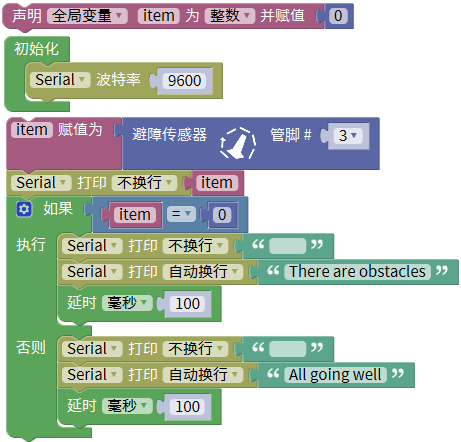 声明 全局变量 item 为 整数 并赋值 0
初始化
Serial 波特率 9600
item 赋值为 避障传感器 管脚 # 3
Serial 打印 不换行 item
如果 item = 0
执行 Serial 打印 不换行 “ ”
Serial 打印 自动换行 “ There are obstacles ”
延时 毫秒 100
否则 Serial 打印 不换行 “ ”
Serial 打印 自动换行 “ All going well ”
延时 毫秒 100